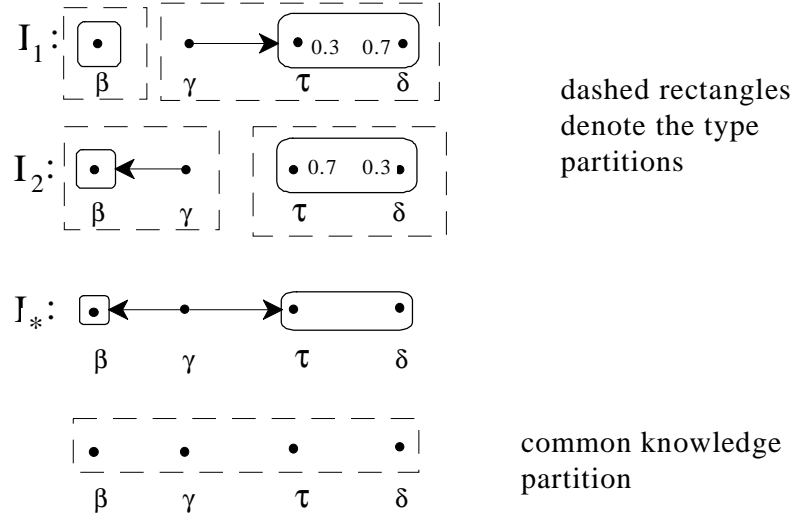 I1:
0.3 0.7
β γ τ δ
dashed rectangles
denote the type
partitions
I2:
0.7 0.3
β γ τ δ
I*:
β γ τ δ
common knowledge
partition
β γ τ δ